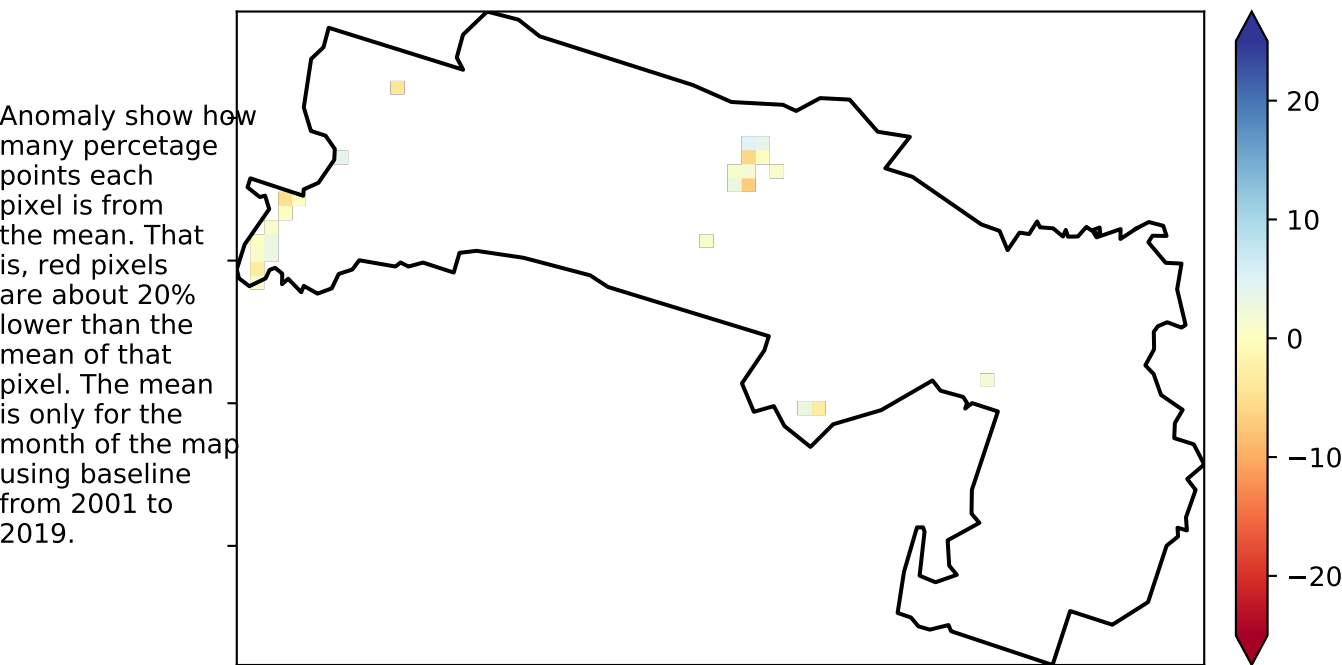 Anomaly show how
many percetage
points each
pixel is from
the mean. That
is, red pixels
are about 20%
lower than the
mean of that
pixel. The mean
is only for the
month of the map
using baseline
from 2001 to
2019.
20
10
0
−10
−20